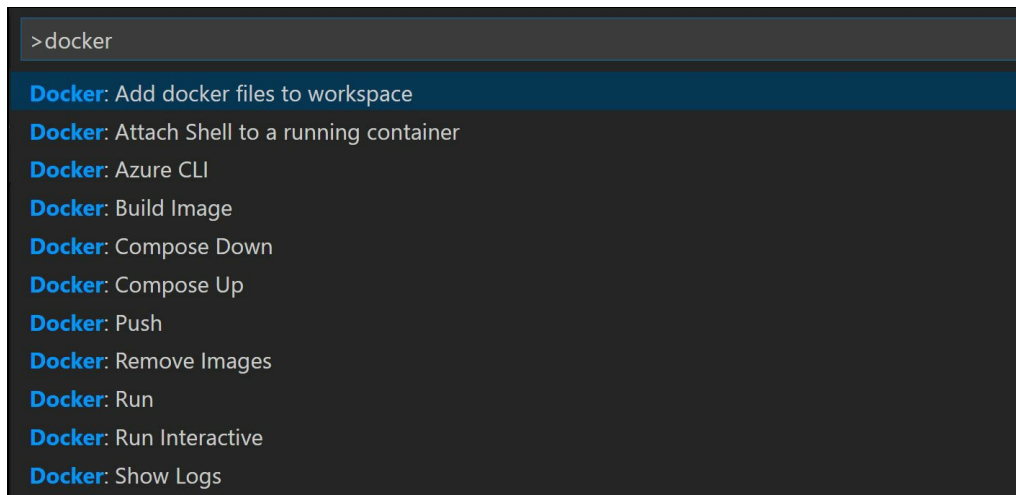 >docker
Docker: Add docker files to workspace
Docker: Attach Shell to a running container
Docker: Azure CLI
Docker: Build Image
Docker: Compose Down
Docker: Compose Up
Docker: Push
Docker: Remove Images
Docker: Run
Docker: Run Interactive
Docker: Show Logs